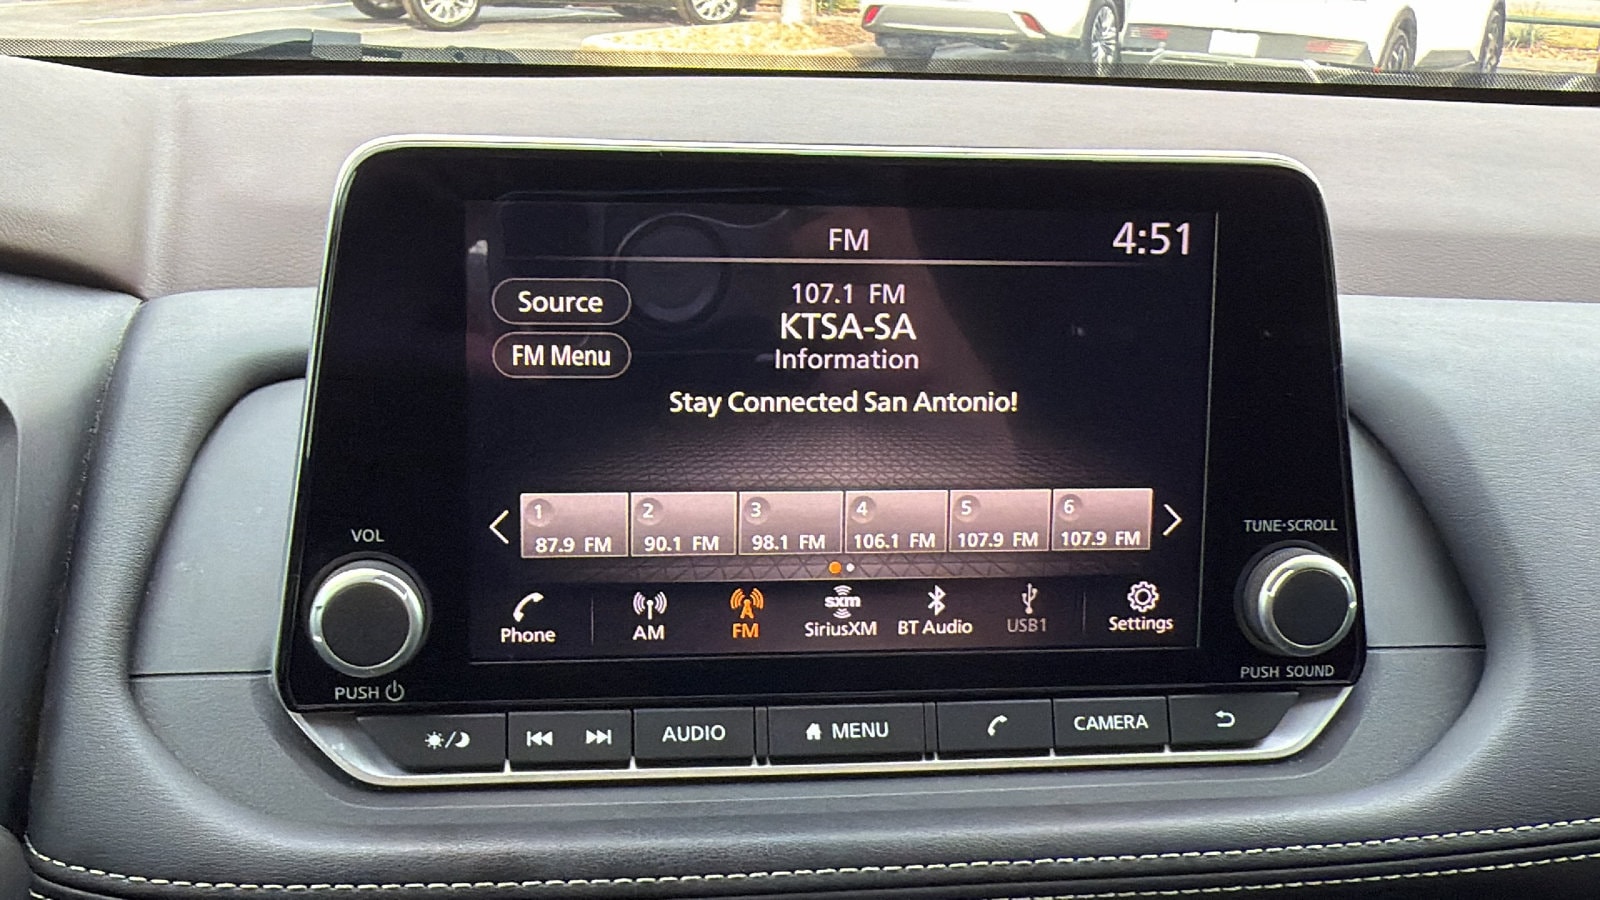 FM
4:51
Source
107.1 FM
KTSA-SA
FM Menu
Information
Stay Connected San Antonio!
1
2
3
4
5
6
87.9 FM
90.1 FM
98.1 FM
106.1 FM
107.9 FM
107.9 FM
VOL
TUNE·SCROLL
Phone
AM
FM
sxm
SiriusXM
BT Audio
USB1
Settings
PUSH
PUSH SOUND
AUDIO
MENU
CAMERA